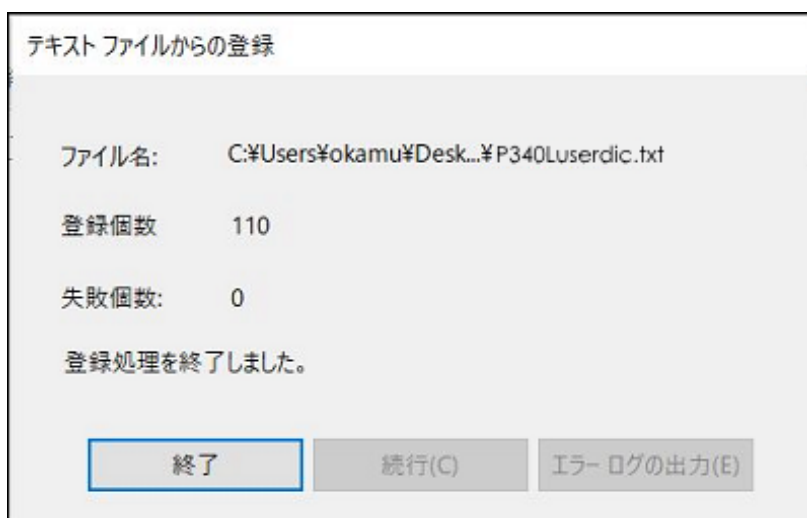 テキスト ファイルからの登録
ファイル名: C:¥Users¥okamu¥Desk...¥P340Luserdic.txt
登録個数 110
失敗個数: 0
登録処理を終了しました。
終了 続行(C) エラー ログの出力(E)